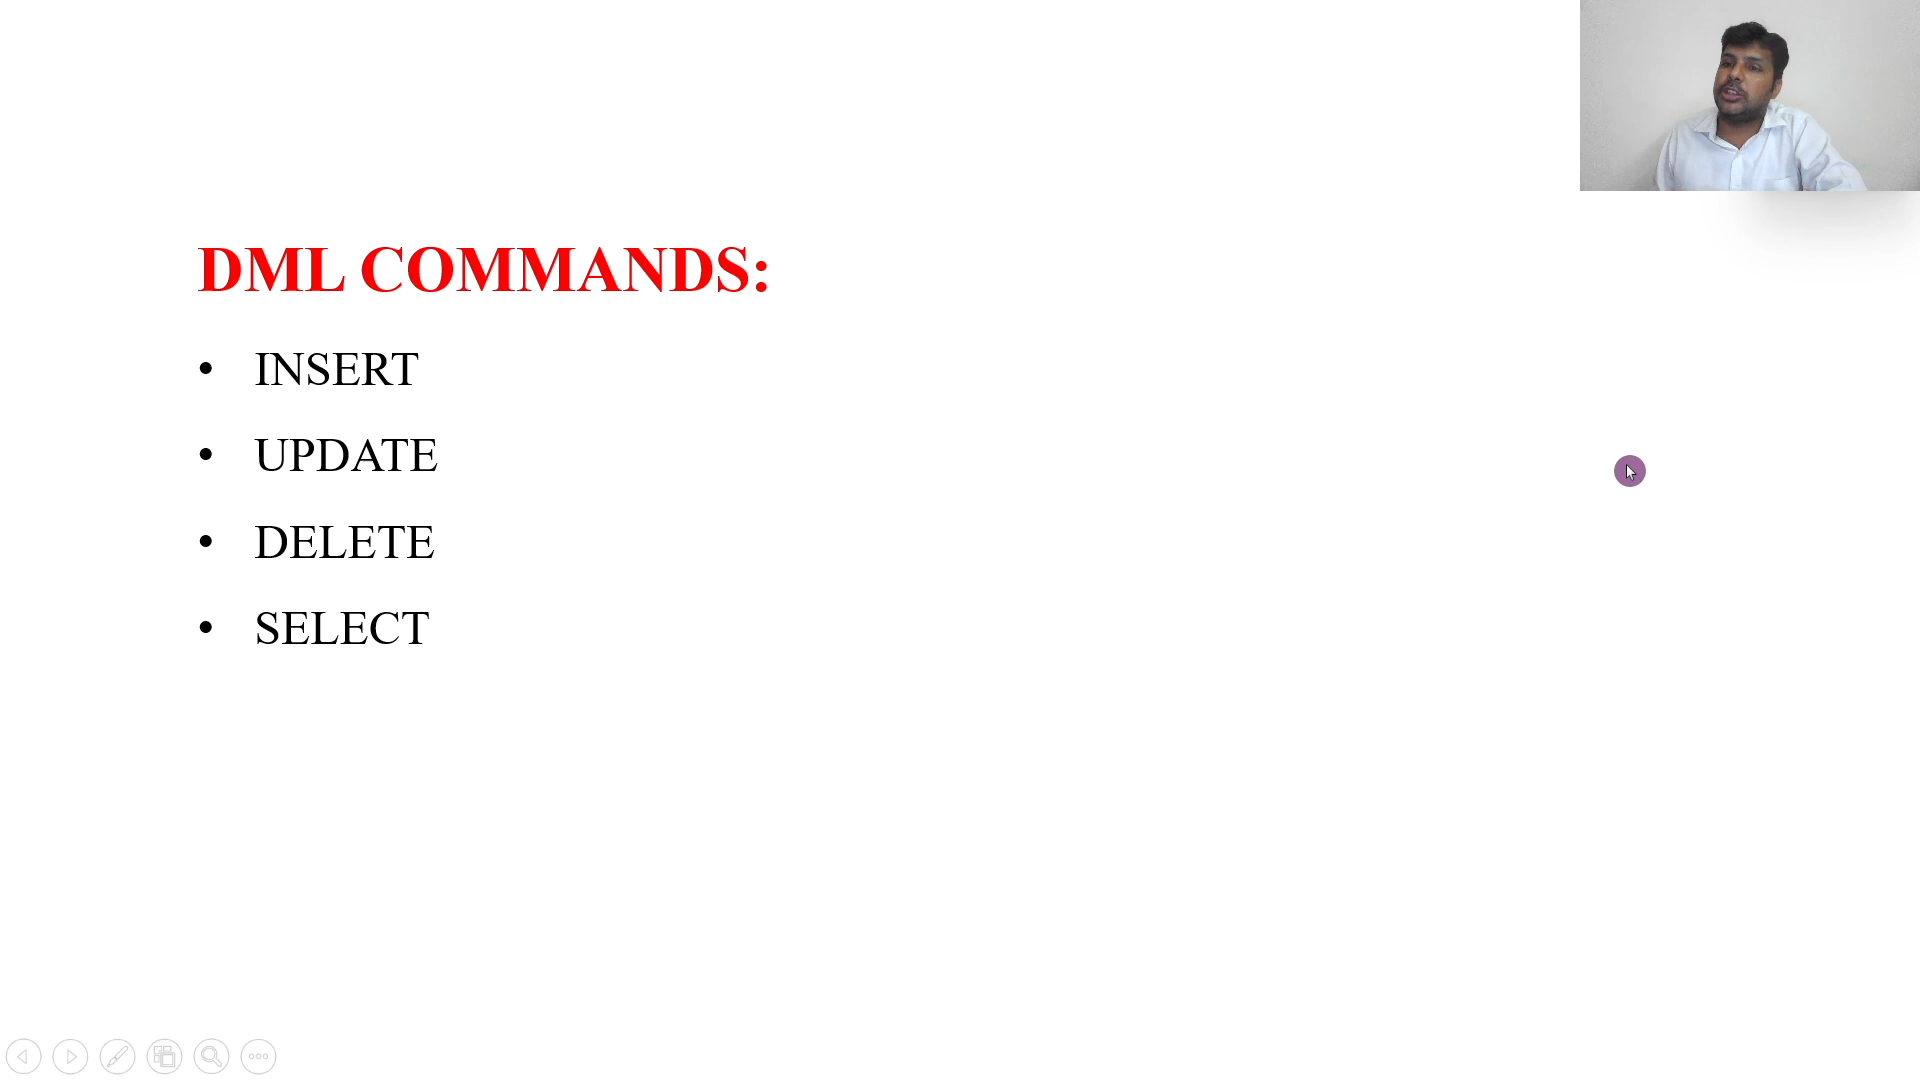 DML COMMANDS:
• INSERT
• UPDATE
• DELETE
• SELECT